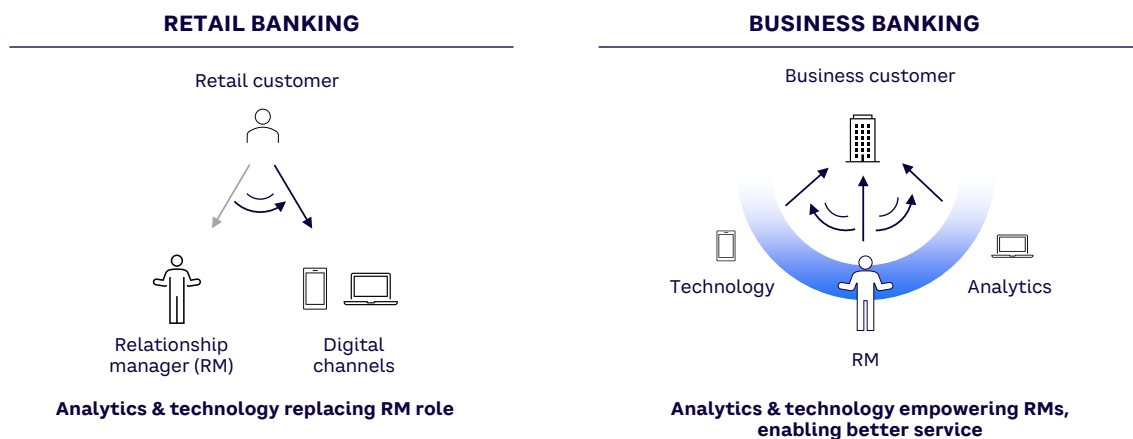 RETAIL BANKING
Retail customer
Relationship
manager (RM)
Digital
channels
Analytics & technology replacing RM role
BUSINESS BANKING
Business customer
Technology
Analytics
RM
Analytics & technology empowering RMs,
enabling better service